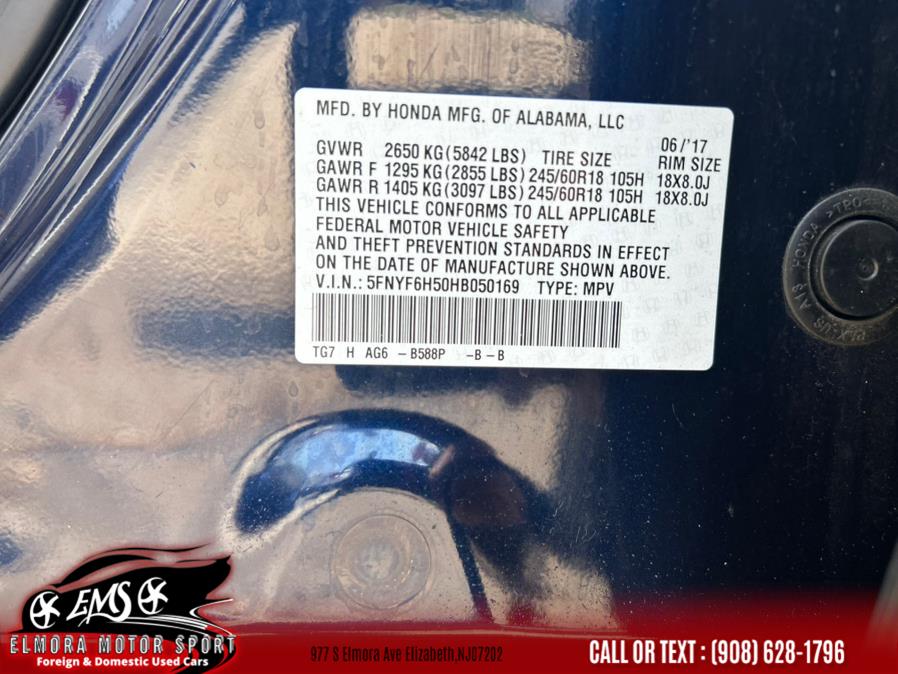 MFD. BY HONDA MFG. OF ALABAMA, LLC
06/'17
GVWR 2650 KG(5842 LBS) TIRE SIZE RIM SIZE
GAWR F 1295 KG(2855 LBS) 245/60R18 105H 18X8.0J
GAWR R 1405 KG(3097 LBS) 245/60R18 105H 18X8.0J
THIS VEHICLE CONFORMS TO ALL APPLICABLE
FEDERAL MOTOR VEHICLE SAFETY
AND THEFT PREVENTION STANDARDS IN EFFECT
ON THE DATE OF MANUFACTURE SHOWN ABOVE.
V.I.N.: 5FNYF6H50HB050169 TYPE: MPV
TG7 H AG6 -B588P -B-B
HONDA
EMS
ELMORA MOTOR SPORT
Foreign & Domestic Used Cars
977 S Elmora Ave Elizabeth,NJ07202
CALL OR TEXT : (908) 628-1796